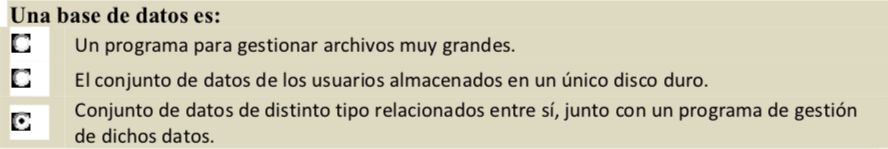 Una base de datos es:
Un programa para gestionar archivos muy grandes.
El conjunto de datos de los usuarios almacenados en un único disco duro.
Conjunto de datos de distinto tipo relacionados entre sí, junto con un programa de gestión
de dichos datos.